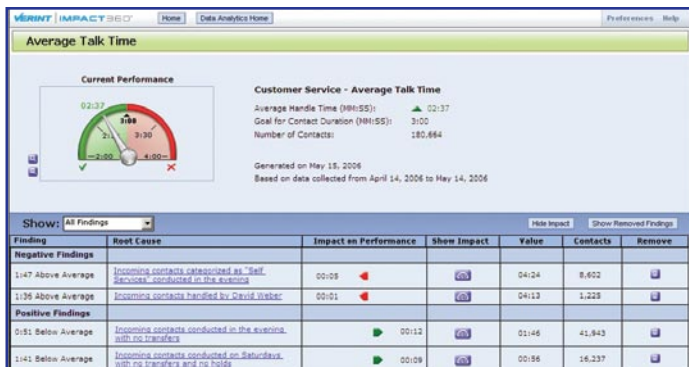 VERINT IMPACT360° Home Data Analytics Home Preferences Help
Average Talk Time
Current Performance
02:37
3:00
3:30
2:00
4:00
Customer Service - Average Talk Time
Average Handle Time (MM:SS): 02:37
Goal for Contact Duration (MM:SS): 3:00
Number of Contacts: 180,664
Generated on May 15, 2006
Based on data collected from April 14, 2006 to May 14, 2006
Show: All Findings Hide Impact Show Removed Findings
Finding Root Cause Impact on Performance Show Impact Value Contacts Remove
Negative Findings
1:47 Above Average Incoming contacts categorized as "Self Services" conducted in the evening 00:05 04:24 8,602
1:36 Above Average Incoming contacts handled by David Weber 00:01 04:13 1,225
Positive Findings
0:51 Below Average Incoming contacts conducted in the evening with no transfers 00:12 01:46 41,943
1:41 Below Average Incoming contacts conducted on Saturdays with no transfers and no holds 00:09 00:56 16,237